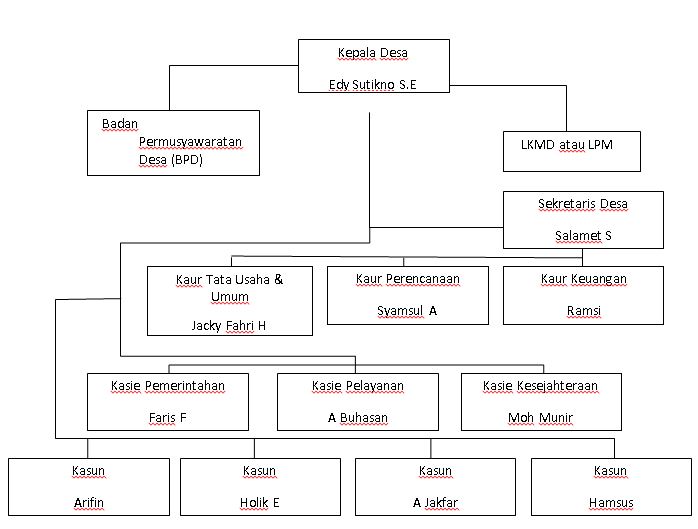 Kepala Desa
Edy Sutikno S.E
Badan
Permusyawaratan
Desa (BPD)
LKMD atau LPM
Sekretaris Desa
Salamet S
Kaur Tata Usaha &
Umum
Jacky Fahri H
Kaur Perencanaan
Syamsul A
Kaur Keuangan
Ramsi
Kasie Pemerintahan
Faris F
Kasie Pelayanan
A Buhasan
Kasie Kesejahteraan
Moh Munir
Kasun
Arifin
Kasun
Holik E
Kasun
A Jakfar
Kasun
Hamsus